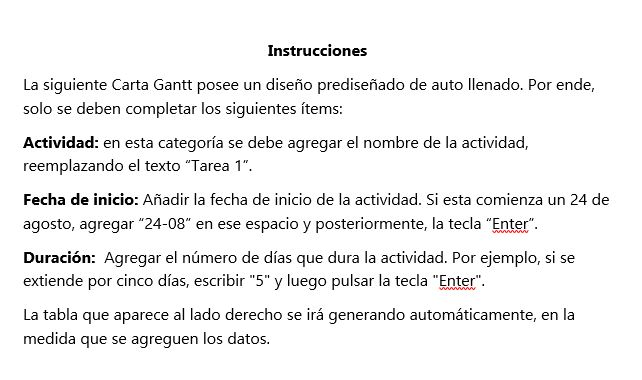 Instrucciones
La siguiente Carta Gantt posee un diseño prediseñado de auto llenado. Por ende,
solo se deben completar los siguientes ítems:
Actividad: en esta categoría se debe agregar el nombre de la actividad,
reemplazando el texto “Tarea 1”.
Fecha de inicio: Añadir la fecha de inicio de la actividad. Si esta comienza un 24 de
agosto, agregar “24-08” en ese espacio y posteriormente, la tecla “Enter”.
Duración:  Agregar el número de días que dura la actividad. Por ejemplo, si se
extiende por cinco días, escribir "5" y luego pulsar la tecla "Enter".
La tabla que aparece al lado derecho se irá generando automáticamente, en la
medida que se agreguen los datos.